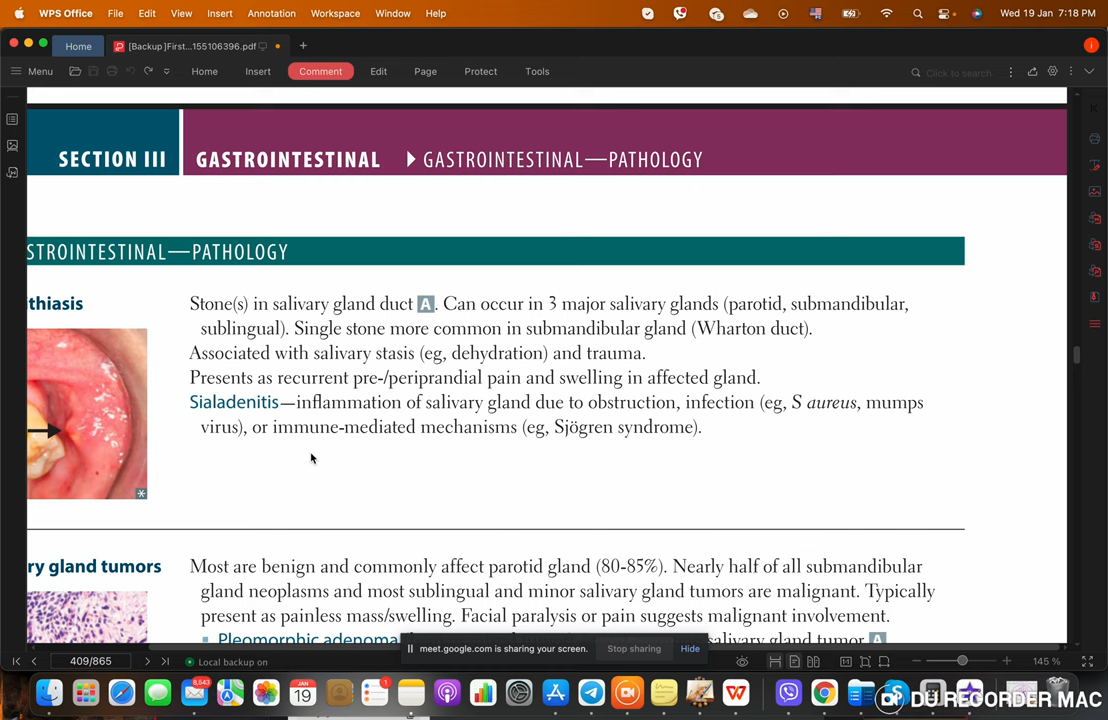 WPS Office File Edit View Insert Annotation Workspace Window Help Wed 19 Jan 7:18 PM
Home [Backup]First...155106396.pdf
Menu Home Insert Comment Edit Page Protect Tools Click to search
SECTION III GASTROINTESTINAL ▶ GASTROINTESTINAL—PATHOLOGY
STROINTESTINAL—PATHOLOGY
thiasis
Stone(s) in salivary gland duct A. Can occur in 3 major salivary glands (parotid, submandibular,
sublingual). Single stone more common in submandibular gland (Wharton duct).
Associated with salivary stasis (eg, dehydration) and trauma.
Presents as recurrent pre-/periprandial pain and swelling in affected gland.
Sialadenitis—inflammation of salivary gland due to obstruction, infection (eg, S aureus, mumps
virus), or immune-mediated mechanisms (eg, Sjögren syndrome).
ry gland tumors
Most are benign and commonly affect parotid gland (80-85%). Nearly half of all submandibular
gland neoplasms and most sublingual and minor salivary gland tumors are malignant. Typically
present as painless mass/swelling. Facial paralysis or pain suggests malignant involvement.
Pleomorphic adenoma salivary gland tumor A
meet.google.com is sharing your screen. Stop sharing Hide
409/865 Local backup on 145 %
8,543 JAN 19 1
DU RECORDER MAC